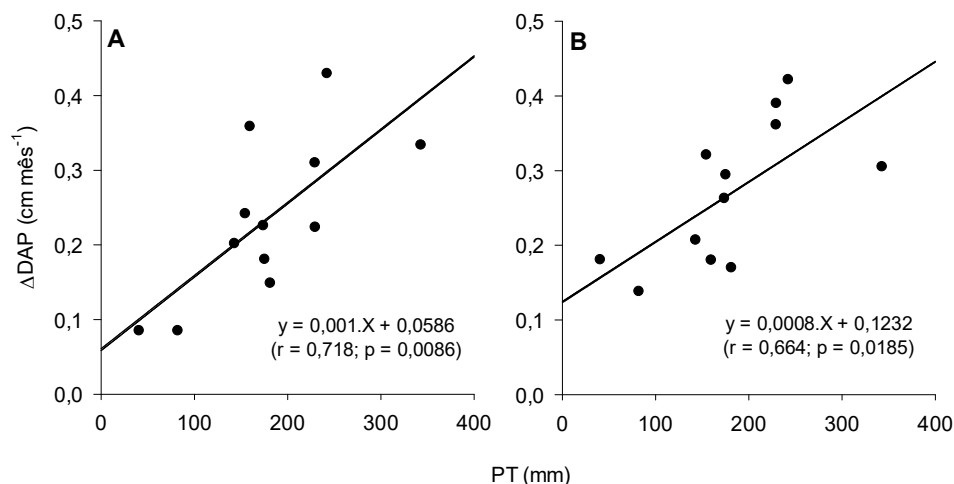 A
B
ΔDAP (cm mês⁻¹)
0,5
0,4
0,3
0,2
0,1
0,0
y = 0,001.X + 0,0586
(r = 0,718; p = 0,0086)
0 100 200 300 400
0,5
0,4
0,3
0,2
0,1
0,0
y = 0,0008.X + 0,1232
(r = 0,664; p = 0,0185)
0 100 200 300 400
PT (mm)